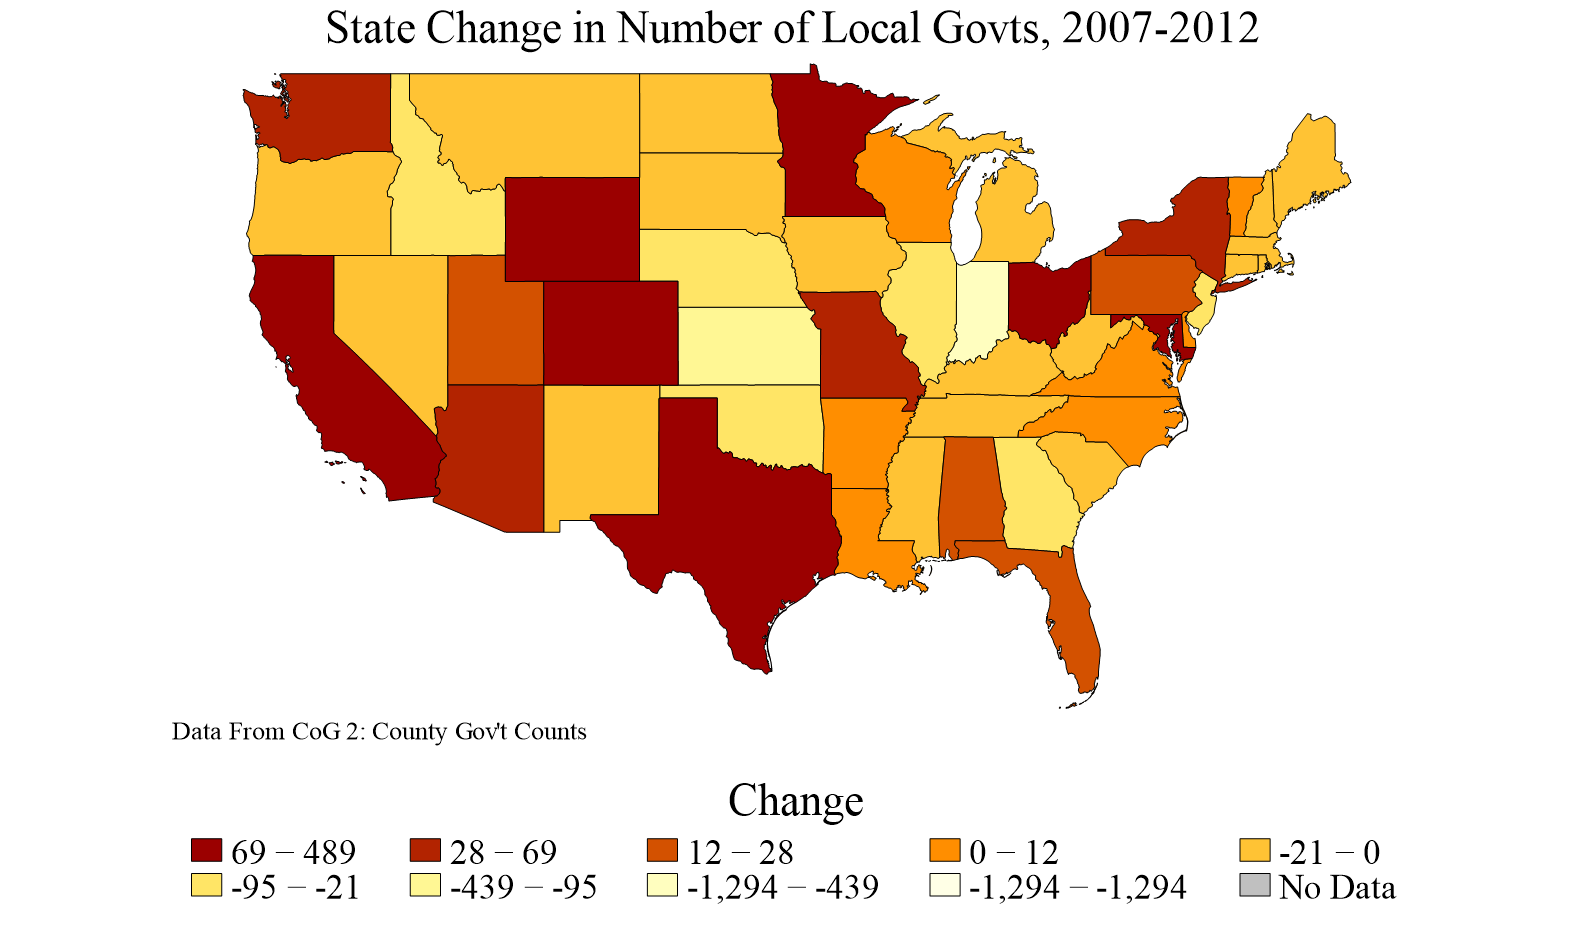 State Change in Number of Local Govts, 2007-2012
Data From CoG 2: County Gov't Counts
Change
69 – 489 28 – 69 12 – 28 0 – 12 -21 – 0
-95 – -21 -439 – -95 -1,294 – -439 -1,294 – -1,294 No Data